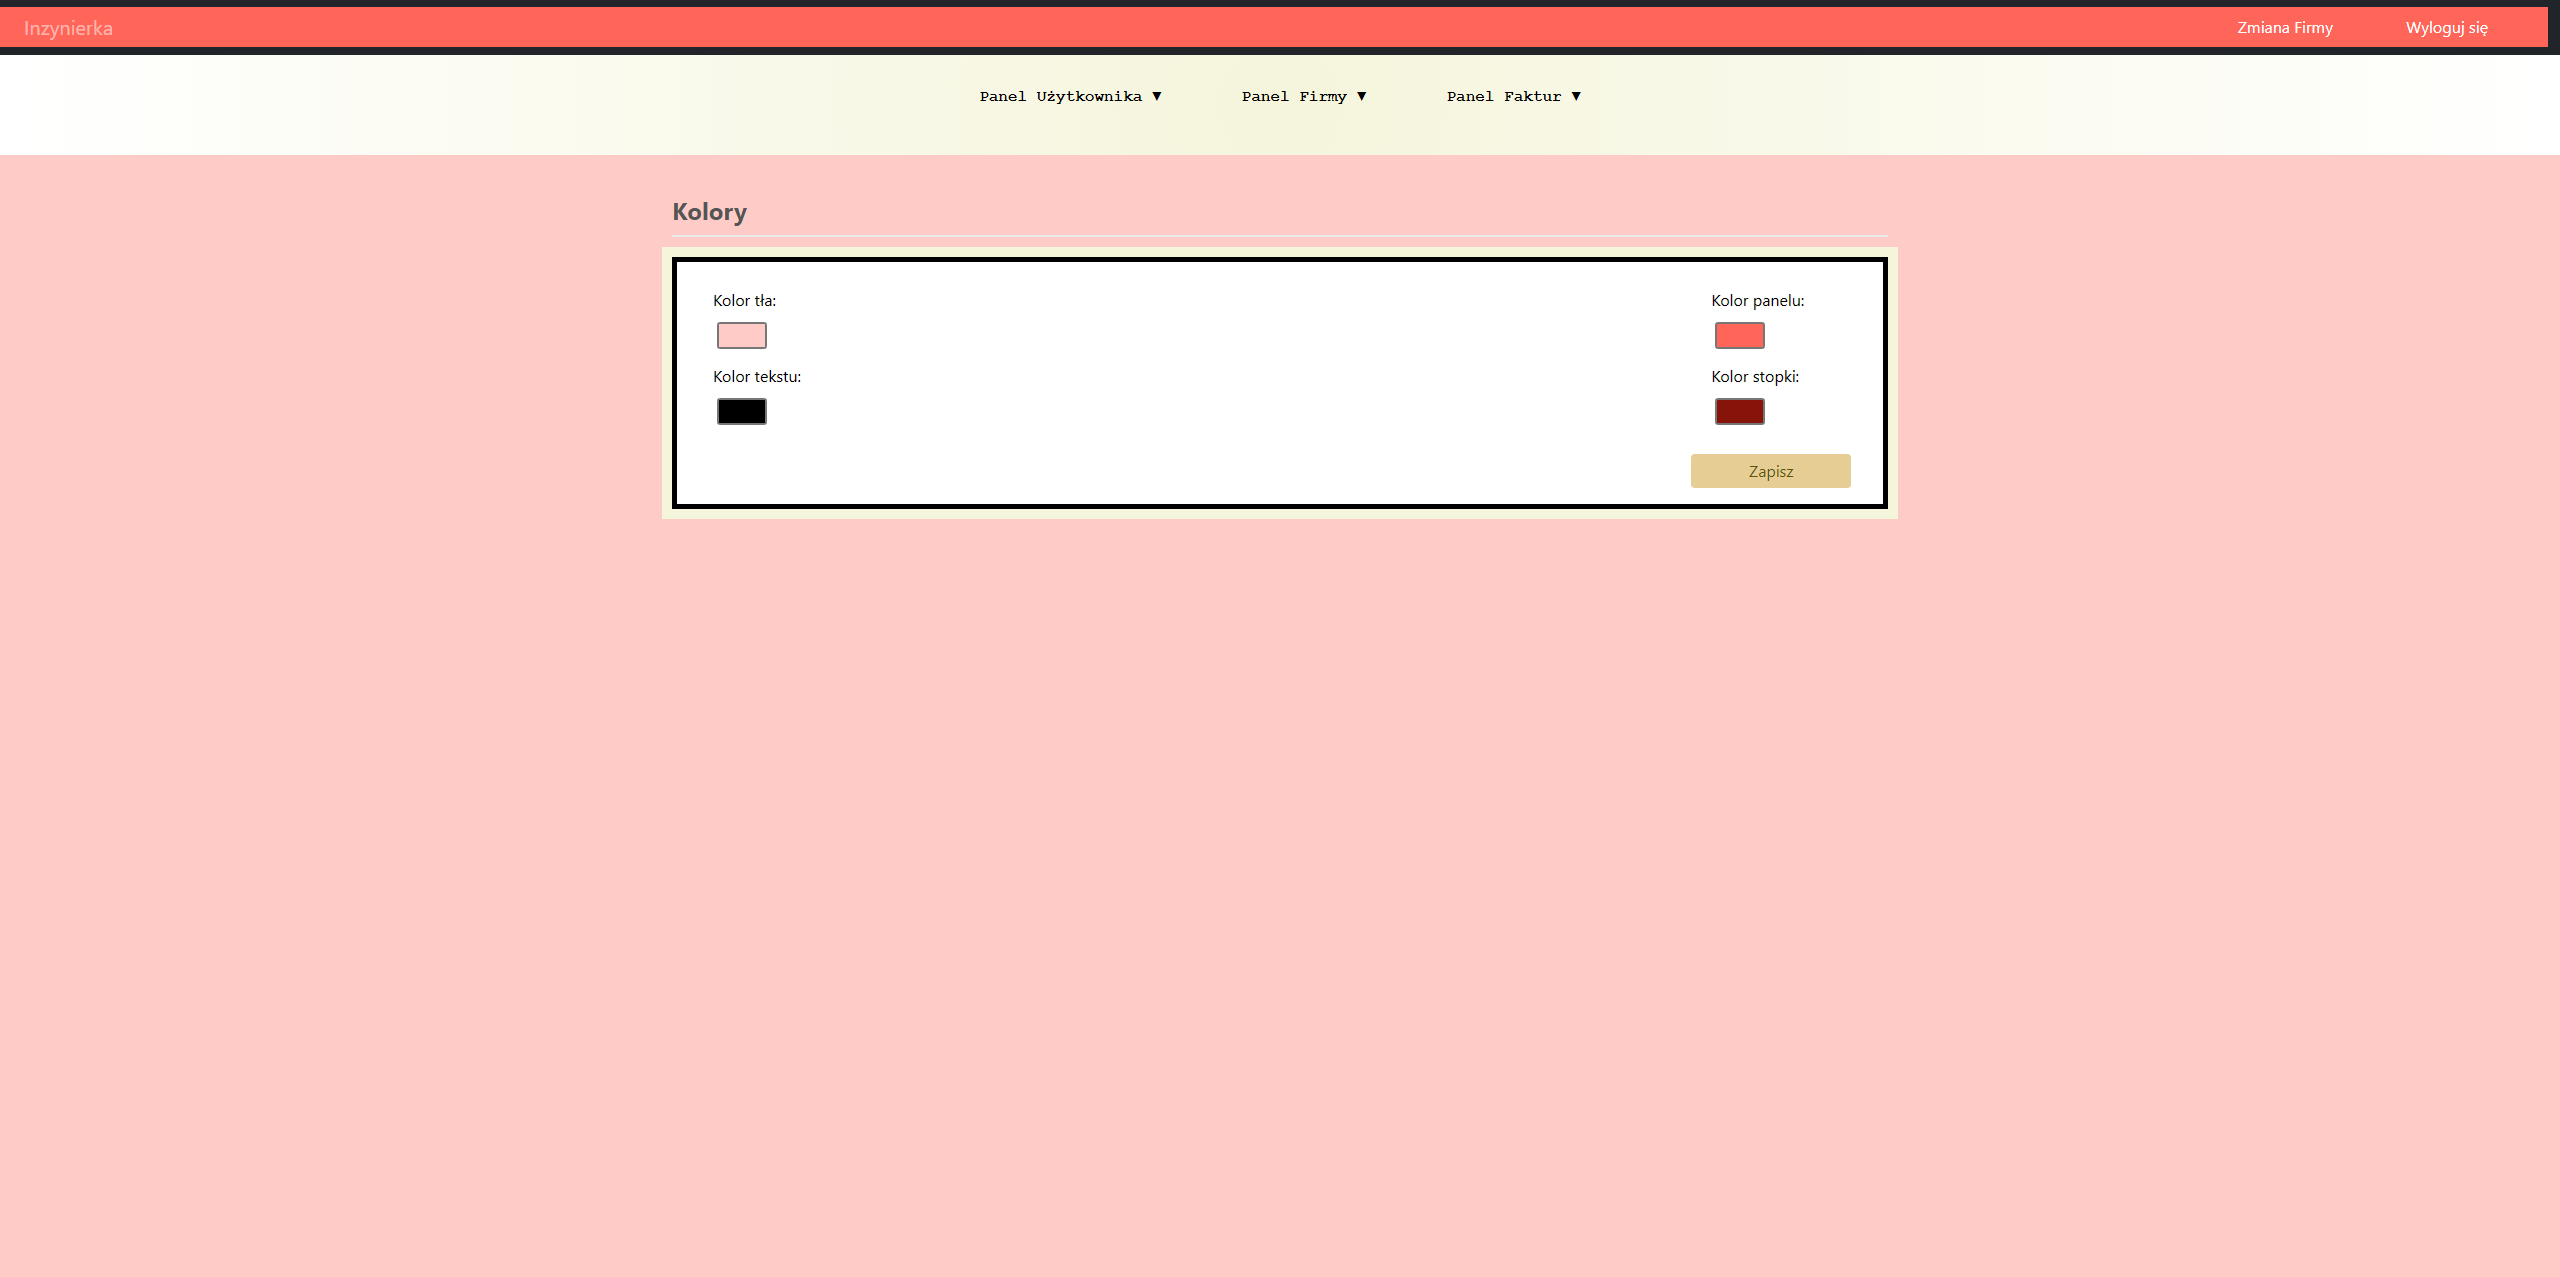 Inzynierka Zmiana Firmy Wyloguj się
Panel Użytkownika ▼ Panel Firmy ▼ Panel Faktur ▼
Kolory
Kolor tła: Kolor panelu:
Kolor tekstu: Kolor stopki:
Zapisz